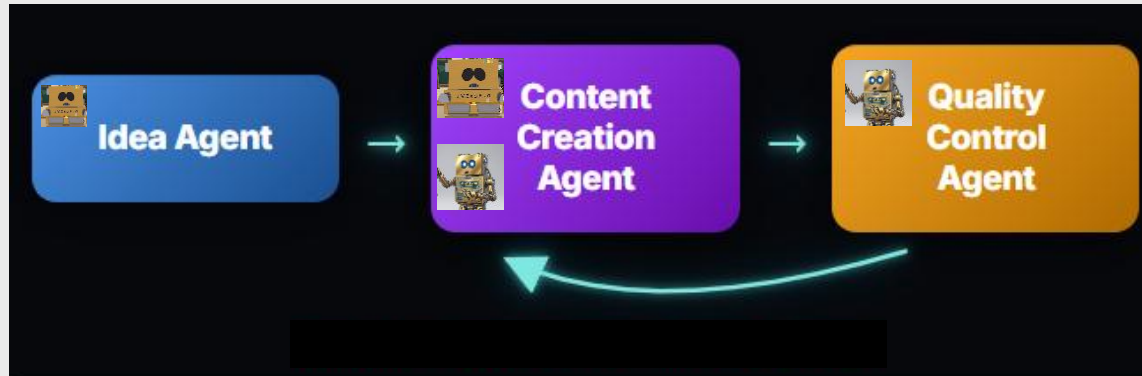 Idea Agent
→
Content
Creation
Agent
→
Quality
Control
Agent